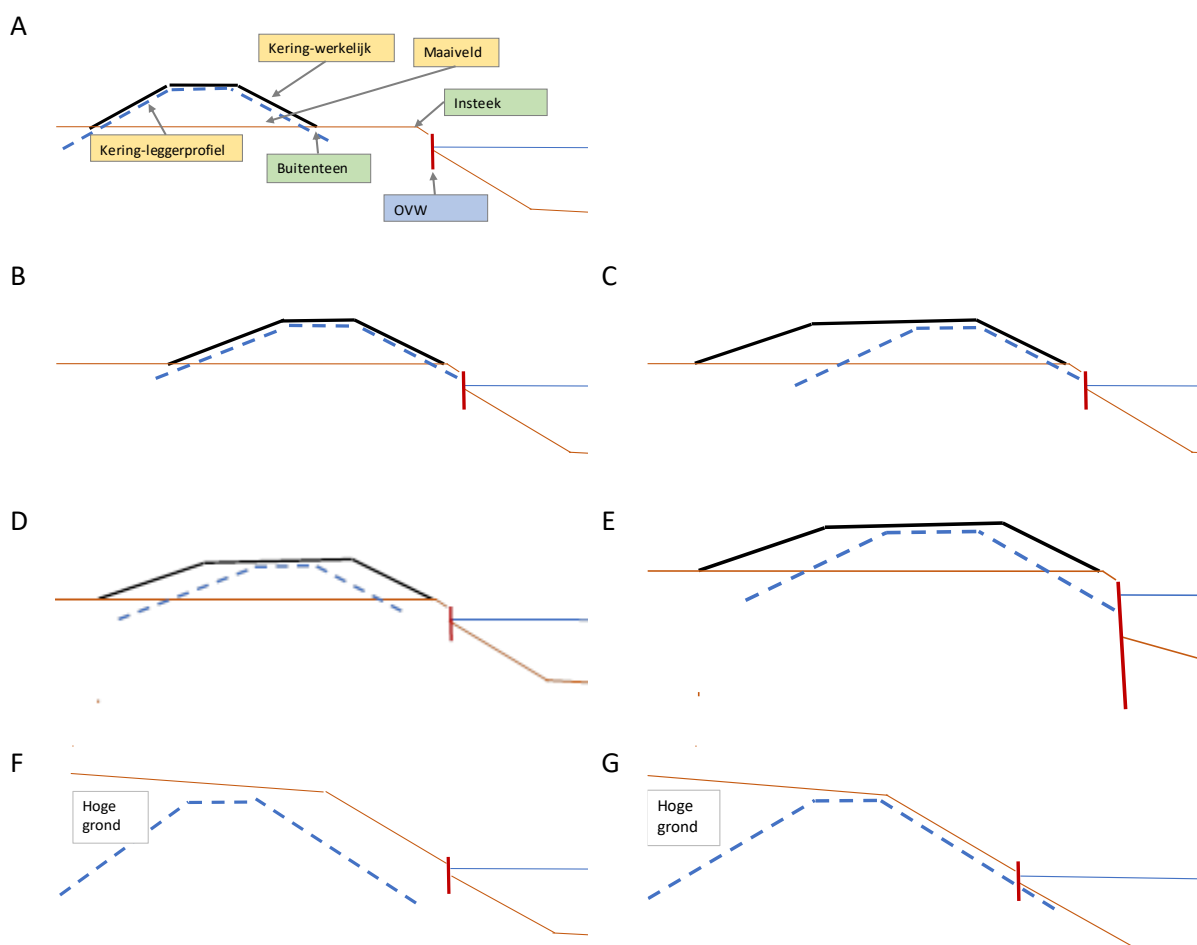 A
Kering-werkelijk
Maaiveld
Insteek
Kering-leggerprofiel
Buitenteen
OVW
B
C
D
E
F
G
Hoge
grond
Hoge
grond